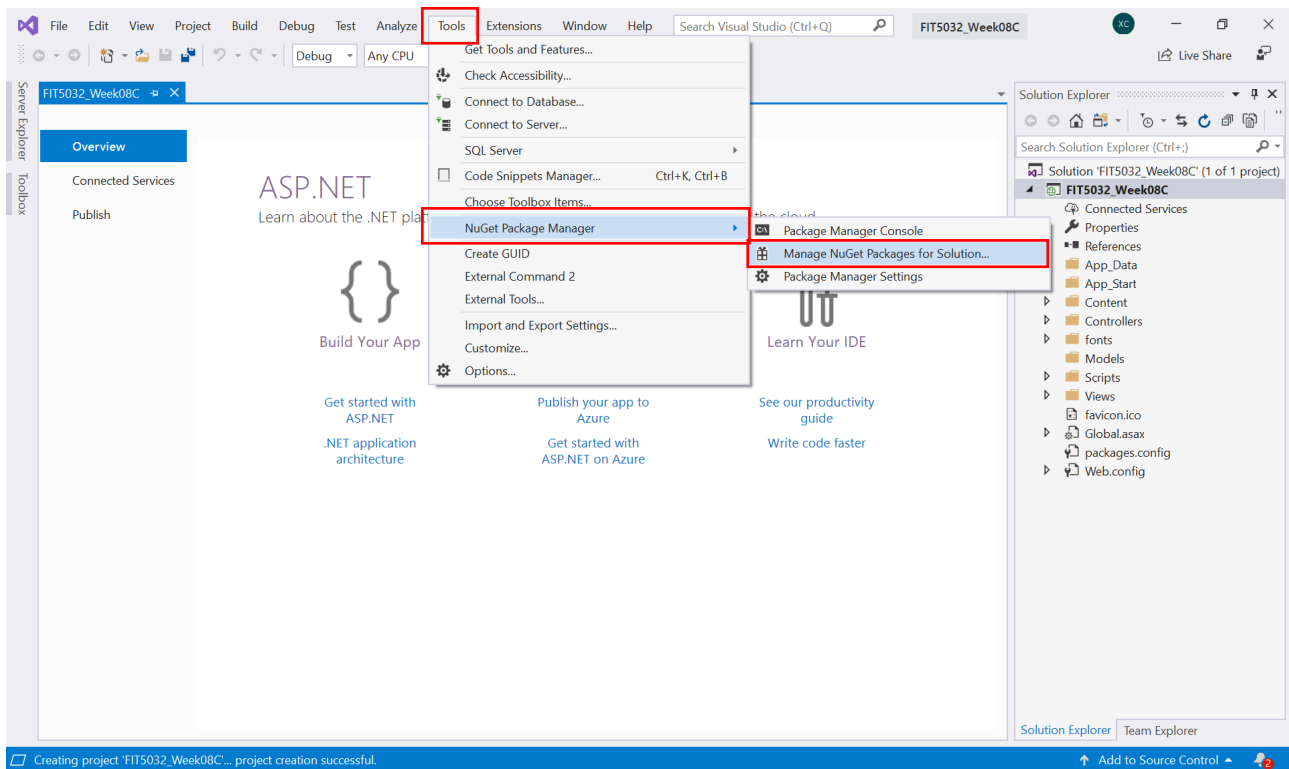 File Edit View Project Build Debug Test Analyze Tools Extensions Window Help Search Visual Studio (Ctrl+Q) FIT5032_Week08C XC
Debug Any CPU Live Share
Server Explorer
Toolbox
FIT5032_Week08C
Overview
Connected Services
Publish
ASP.NET
Learn about the .NET plat
the cloud
Build Your App
Learn Your IDE
Get started with
ASP.NET
.NET application
architecture
Publish your app to
Azure
Get started with
ASP.NET on Azure
See our productivity
guide
Write code faster
Get Tools and Features...
Check Accessibility...
Connect to Database...
Connect to Server...
SQL Server
Code Snippets Manager... Ctrl+K, Ctrl+B
Choose Toolbox Items...
NuGet Package Manager
Create GUID
External Command 2
External Tools...
Import and Export Settings...
Customize...
Options...
Package Manager Console
Manage NuGet Packages for Solution...
Package Manager Settings
Solution Explorer
Search Solution Explorer (Ctrl+;)
Solution 'FIT5032_Week08C' (1 of 1 project)
FIT5032_Week08C
Connected Services
Properties
References
App_Data
App_Start
Content
Controllers
fonts
Models
Scripts
Views
favicon.ico
Global.asax
packages.config
Web.config
Solution Explorer Team Explorer
Creating project 'FIT5032_Week08C'... project creation successful. Add to Source Control 2